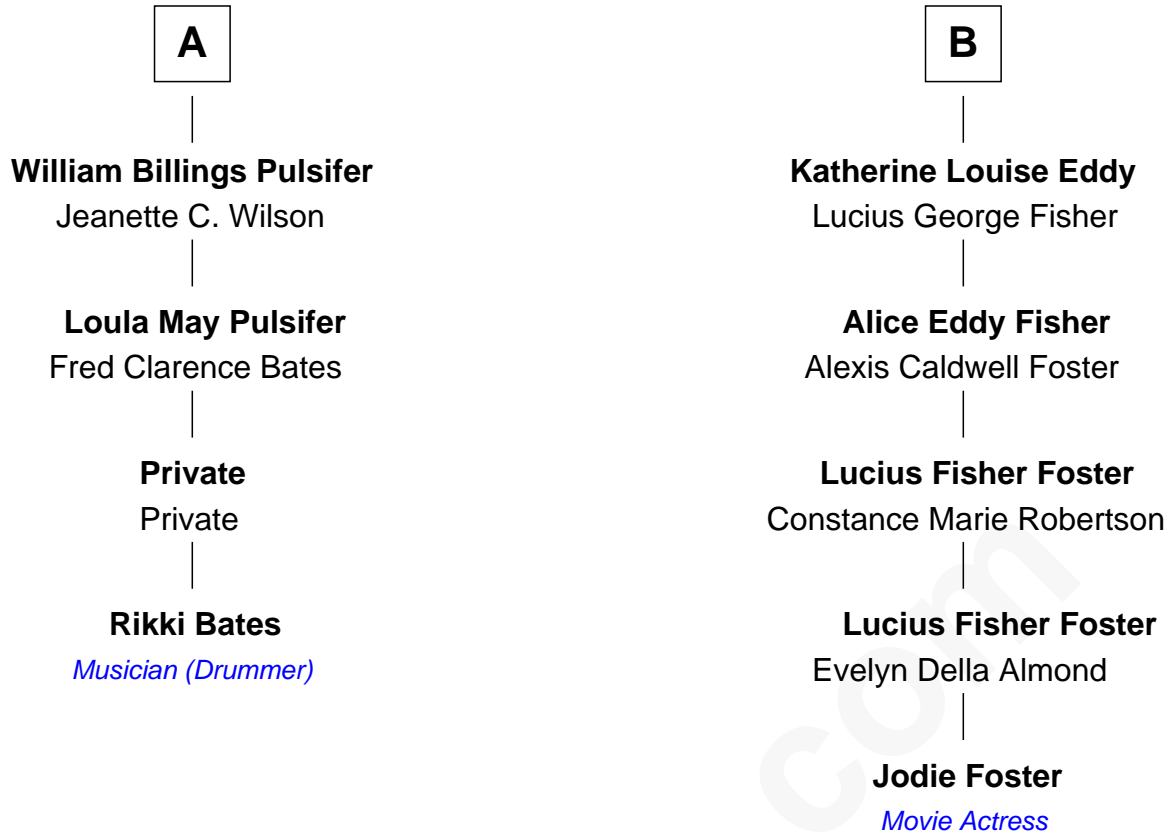 A
William Billings Pulsifer
Jeanette C. Wilson
Loula May Pulsifer
Fred Clarence Bates
Private
Private
Rikki Bates
Musician (Drummer)
B
Katherine Louise Eddy
Lucius George Fisher
Alice Eddy Fisher
Alexis Caldwell Foster
Lucius Fisher Foster
Constance Marie Robertson
Lucius Fisher Foster
Evelyn Della Almond
Jodie Foster
Movie Actress
com